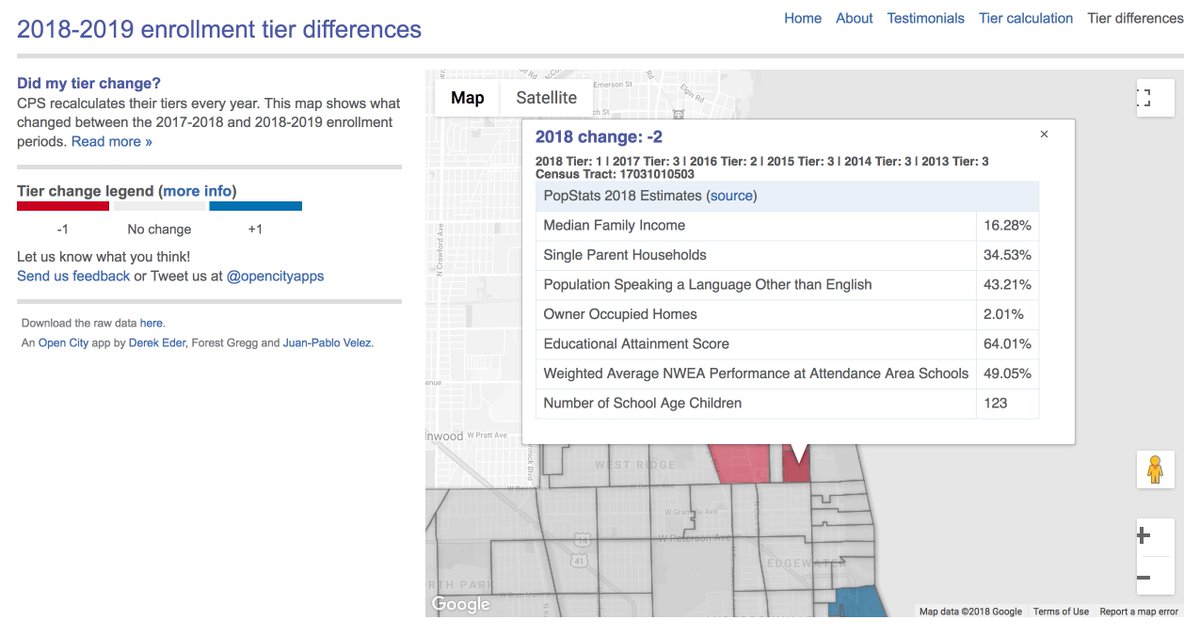 2018-2019 enrollment tier differences
Home About Testimonials Tier calculation Tier differences
Did my tier change?
CPS recalculates their tiers every year. This map shows what
changed between the 2017-2018 and 2018-2019 enrollment
periods. Read more »
Tier change legend (more info)
-1 No change +1
Let us know what you think!
Send us feedback or Tweet us at @opencityapps
Download the raw data here.
An Open City app by Derek Eder, Forest Gregg and Juan-Pablo Velez.
Map Satellite
Emerson St
Elgin Rd
ch St
Rd
N Crawford Ave
2018 change: -2 ×
2018 Tier: 1 | 2017 Tier: 3 | 2016 Tier: 2 | 2015 Tier: 3 | 2014 Tier: 3 | 2013 Tier: 3
Census Tract: 17031010503
PopStats 2018 Estimates (source)
Median Family Income 16.28%
Single Parent Households 34.53%
Population Speaking a Language Other than English 43.21%
Owner Occupied Homes 2.01%
Educational Attainment Score 64.01%
Weighted Average NWEA Performance at Attendance Area Schools 49.05%
Number of School Age Children 123
enue
lnwood W Pratt Ave
rmick Blvd
WEST RIDGE
W Peterson Ave
14
41
EDGEWATER
RTH PARK
Google
Map data ©2018 Google Terms of Use Report a map error